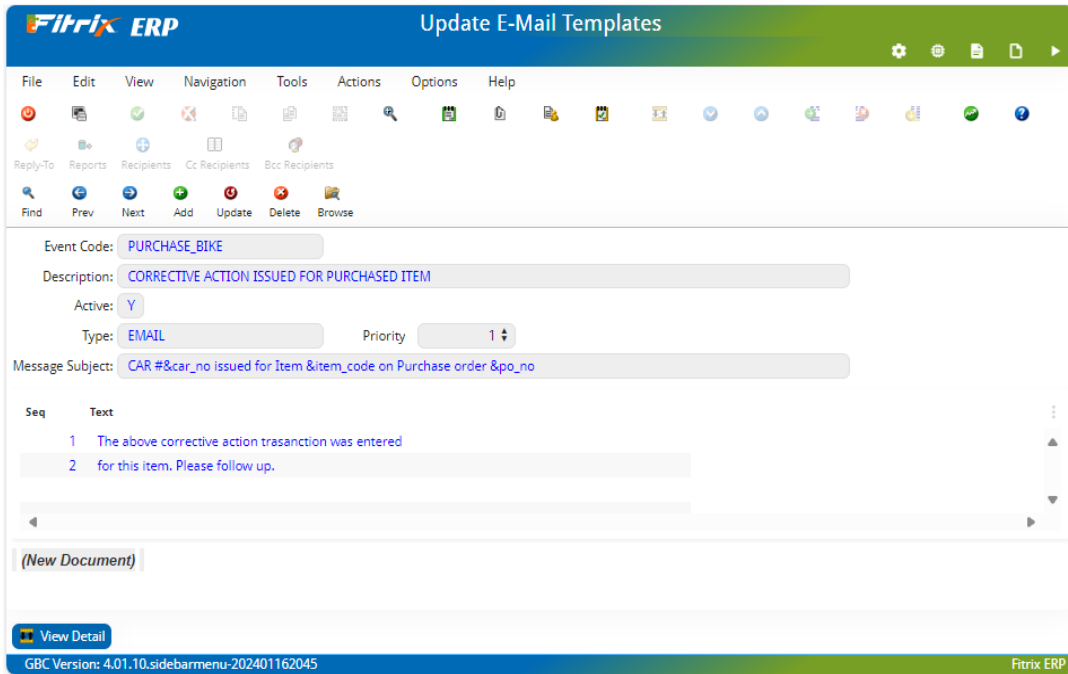 Fitrix ERP Update E-Mail Templates
File Edit View Navigation Tools Actions Options Help
Reply-To Reports Recipients Cc Recipients Bcc Recipients
Find Prev Next Add Update Delete Browse
Event Code: PURCHASE_BIKE
Description: CORRECTIVE ACTION ISSUED FOR PURCHASED ITEM
Active: Y
Type: EMAIL Priority 1
Message Subject: CAR #&car_no issued for Item &item_code on Purchase order &po_no
Seq Text
1 The above corrective action trasanction was entered
2 for this item. Please follow up.
(New Document)
View Detail
GBC Version: 4.01.10.sidebarmenu-202401162045 Fitrix ERP